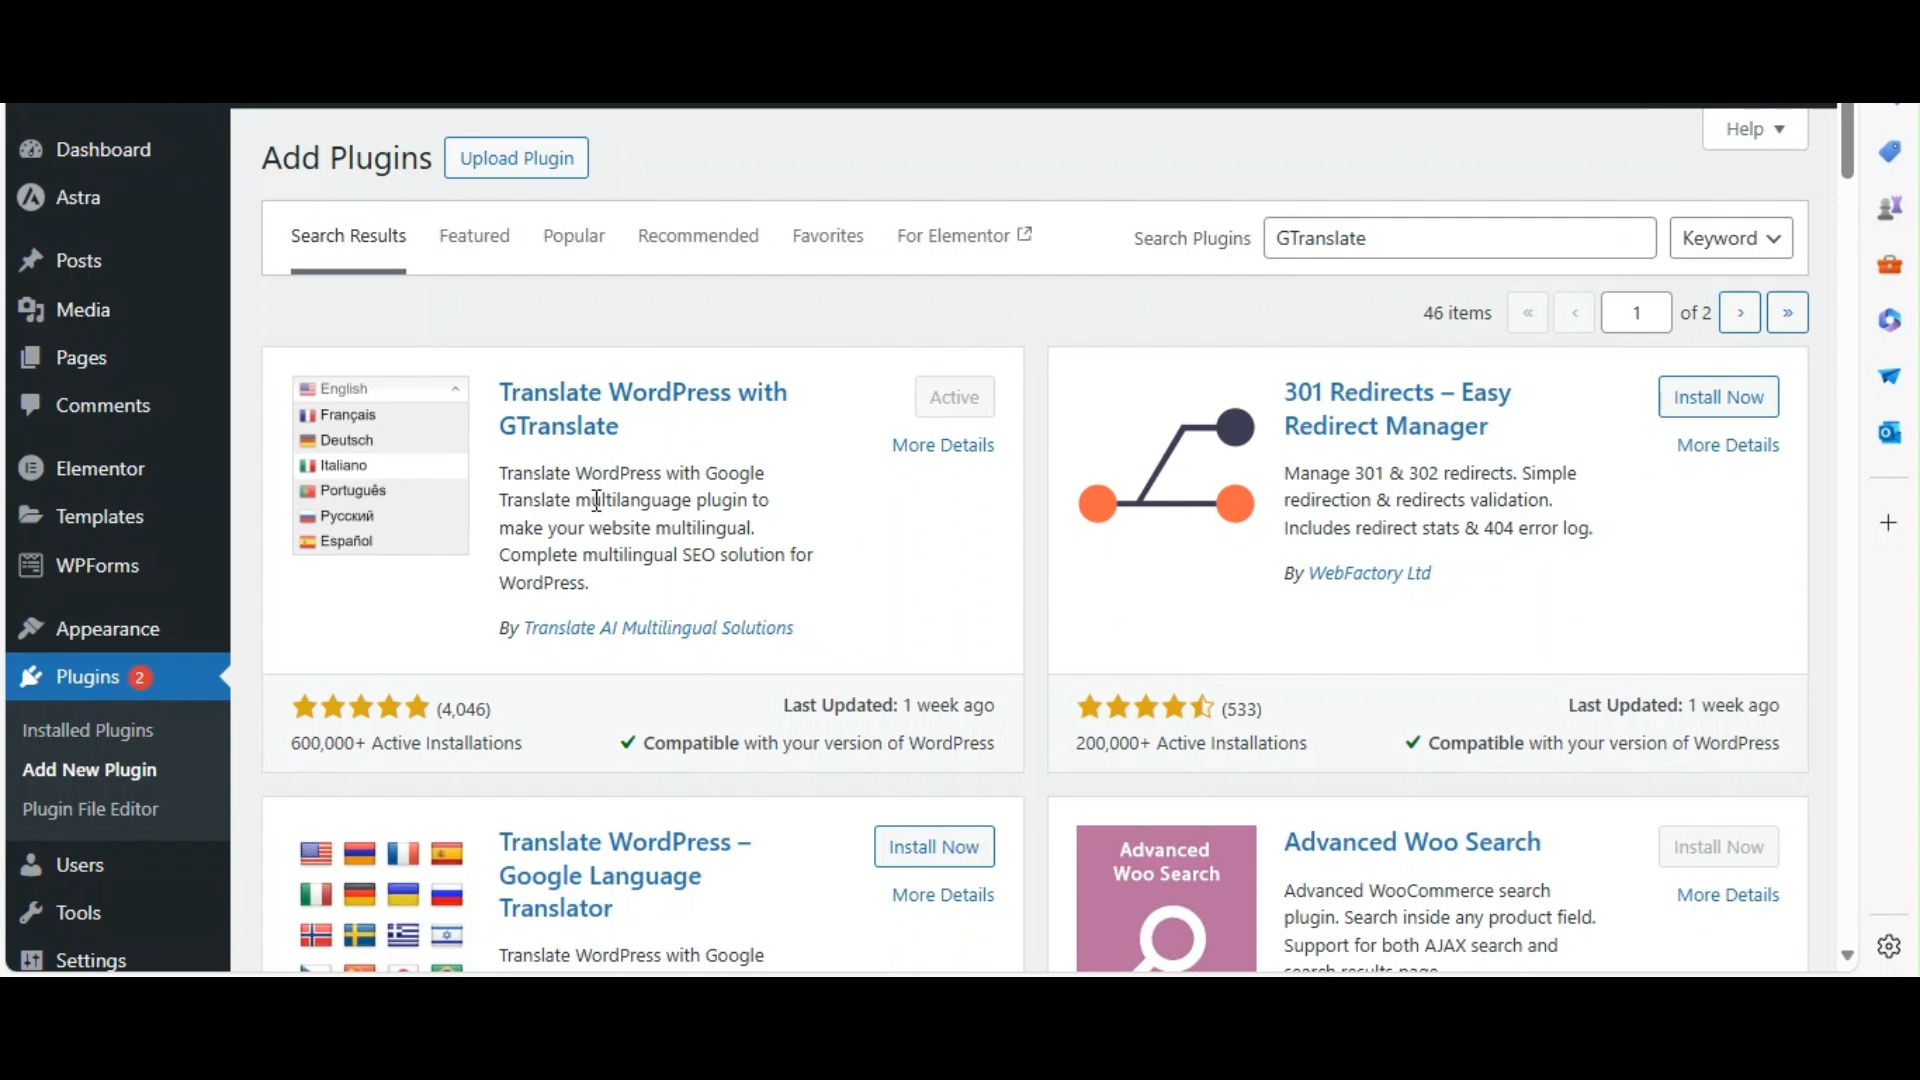 Dashboard
Astra
Posts
Media
Pages
Comments
Elementor
Templates
WPForms
Appearance
Plugins 2
Installed Plugins
Add New Plugin
Plugin File Editor
Users
Tools
Settings
Help
Add Plugins
Upload Plugin
Search Results Featured Popular Recommended Favorites For Elementor
Search Plugins GTranslate Keyword
46 items « ‹ 1 of 2 › »
English
Français
Deutsch
Italiano
Português
Русский
Español
Translate WordPress with
GTranslate
Active
More Details
Translate WordPress with Google
Translate multilanguage plugin to
make your website multilingual.
Complete multilingual SEO solution for
WordPress.
By Translate AI Multilingual Solutions
(4,046)
600,000+ Active Installations
Last Updated: 1 week ago
Compatible with your version of WordPress
301 Redirects – Easy
Redirect Manager
Install Now
More Details
Manage 301 & 302 redirects. Simple
redirection & redirects validation.
Includes redirect stats & 404 error log.
By WebFactory Ltd
(533)
200,000+ Active Installations
Last Updated: 1 week ago
Compatible with your version of WordPress
Translate WordPress –
Google Language
Translator
Install Now
More Details
Translate WordPress with Google
Advanced
Woo Search
Advanced Woo Search
Install Now
More Details
Advanced WooCommerce search
plugin. Search inside any product field.
Support for both AJAX search and
search results page.